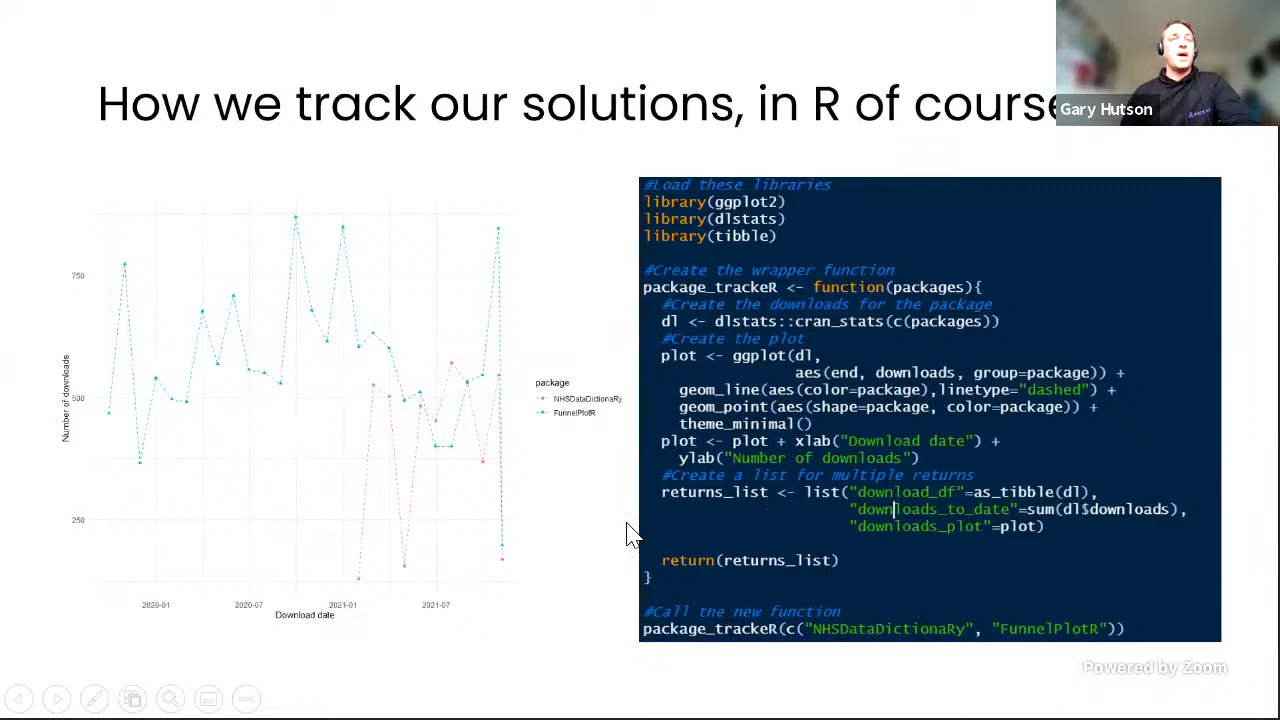 How we track our solutions, in R of course
Gary Hutson
750
500
250
Number of downloads
2020-01
2020-07
2021-01
2021-07
Download date
package
NHSDataDictionaRy
FunnelPlotR
#Load these libraries
library(ggplot2)
library(dlstats)
library(tibble)
#Create the wrapper function
package_trackeR <- function(packages){
#Create the downloads for the package
dl <- dlstats::cran_stats(c(packages))
#Create the plot
plot <- ggplot(dl,
aes(end, downloads, group=package)) +
geom_line(aes(color=package),linetype="dashed") +
geom_point(aes(shape=package, color=package)) +
theme_minimal()
plot <- plot + xlab("Download date") +
ylab("Number of downloads")
#Create a list for multiple returns
returns_list <- list("download_df"=as_tibble(dl),
"downloads_to_date"=sum(dl$downloads),
"downloads_plot"=plot)
return(returns_list)
}
#Call the new function
package_trackeR(c("NHSDataDictionaRy", "FunnelPlotR"))
Powered by Zoom